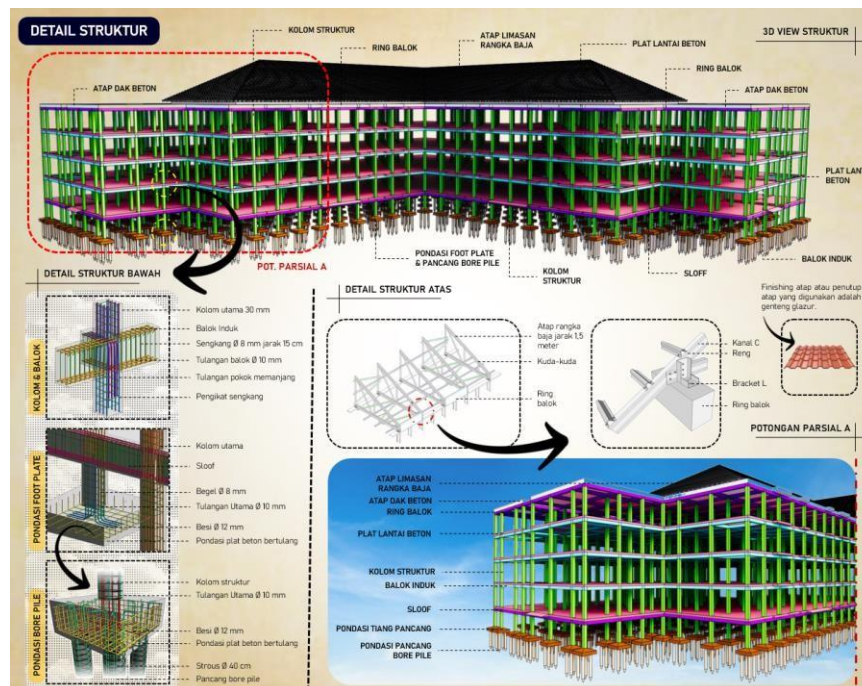 DETAIL STRUKTUR
KOLOM STRUKTUR
RING BALOK
ATAP LIMASAN
RANGKA BAJA
PLAT LANTAI BETON
3D VIEW STRUKTUR
RING BALOK
ATAP DAK BETON
ATAP DAK BETON
PLAT LANT
BETON
POT. PARSIAL A
PONDASI FOOT PLATE
& PANCANG BORE PILE
KOLOM
STRUKTUR
SLOFF
BALOK INDUK
DETAIL STRUKTUR BAWAH
KOLOM & BALOK
Kolom utama 30 mm
Balok Induk
Sengkang Ø 8 mm jarak 15 cm
Tulangan balok Ø 10 mm
Tulangan pokok memanjang
Pengikat sengkang
PONDASI FOOT PLATE
Kolom utama
Sloof
Begel Ø 8 mm
Tulangan Utama Ø 10 mm
Besi Ø 12 mm
Pondasi plat beton bertulang
PONDASI BORE PILE
Kolom struktur
Tulangan Utama Ø 10 mm
Besi Ø 12 mm
Pondasi plat beton bertulang
Strous Ø 40 cm
Pancang bore pile
DETAIL STRUKTUR ATAS
Atap rangka
baja jarak 1,5
meter
Kuda-kuda
Ring
balok
Kanal C
Reng
Bracket L
Ring balok
Finishing atap atau penutup
atap yang digunakan adalah
genteng glazur.
POTONGAN PARSIAL A
ATAP LIMASAN
RANGKA BAJA
ATAP DAK BETON
RING BALOK
PLAT LANTAI BETON
KOLOM STRUKTUR
BALOK INDUK
SLOOF
PONDASI TIANG PANCANG
PONDASI PANCANG
BORE PILE